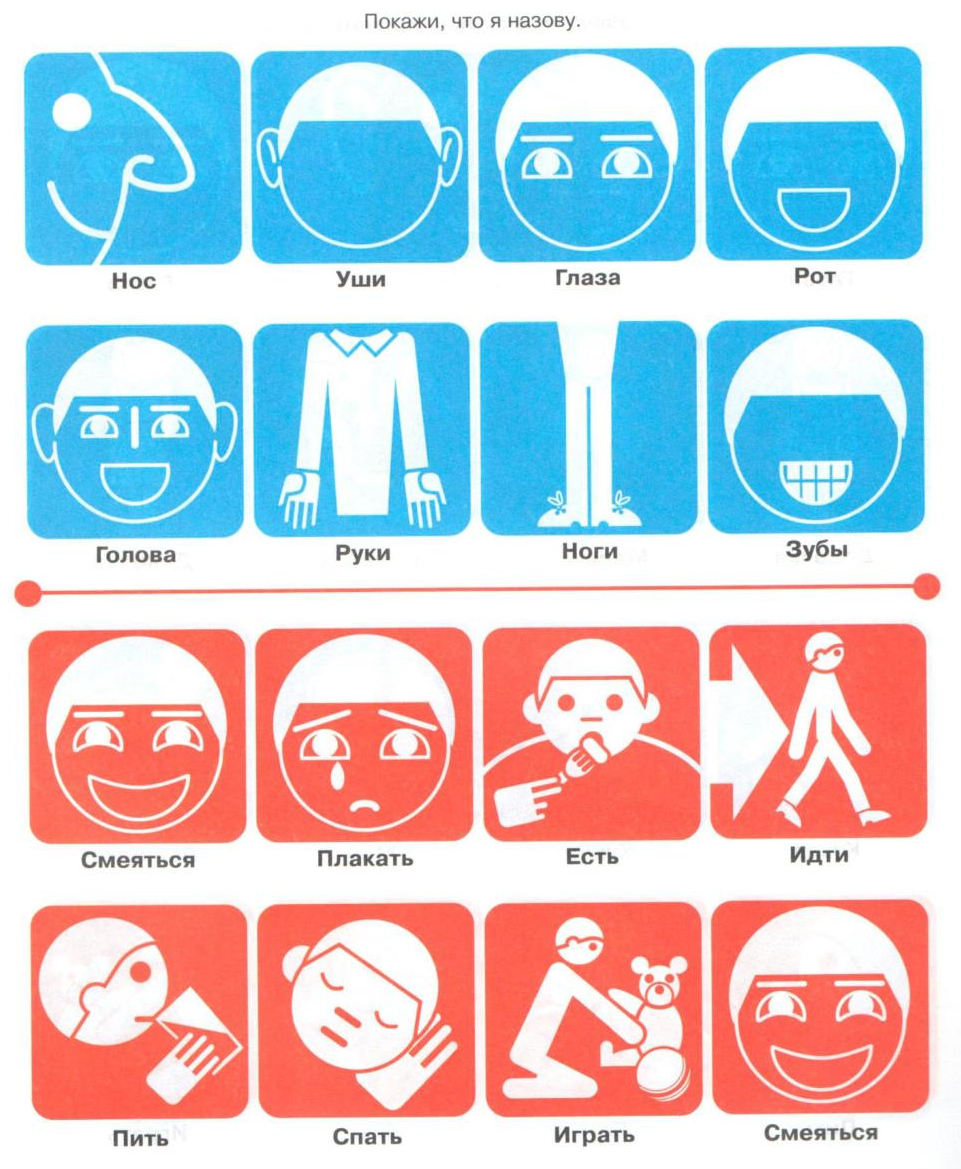 Покажи, что я назову.
Нос Уши Глаза Рот
Голова Руки Ноги Зубы
Смеяться Плакать Есть Идти
Пить Спать Играть Смеяться